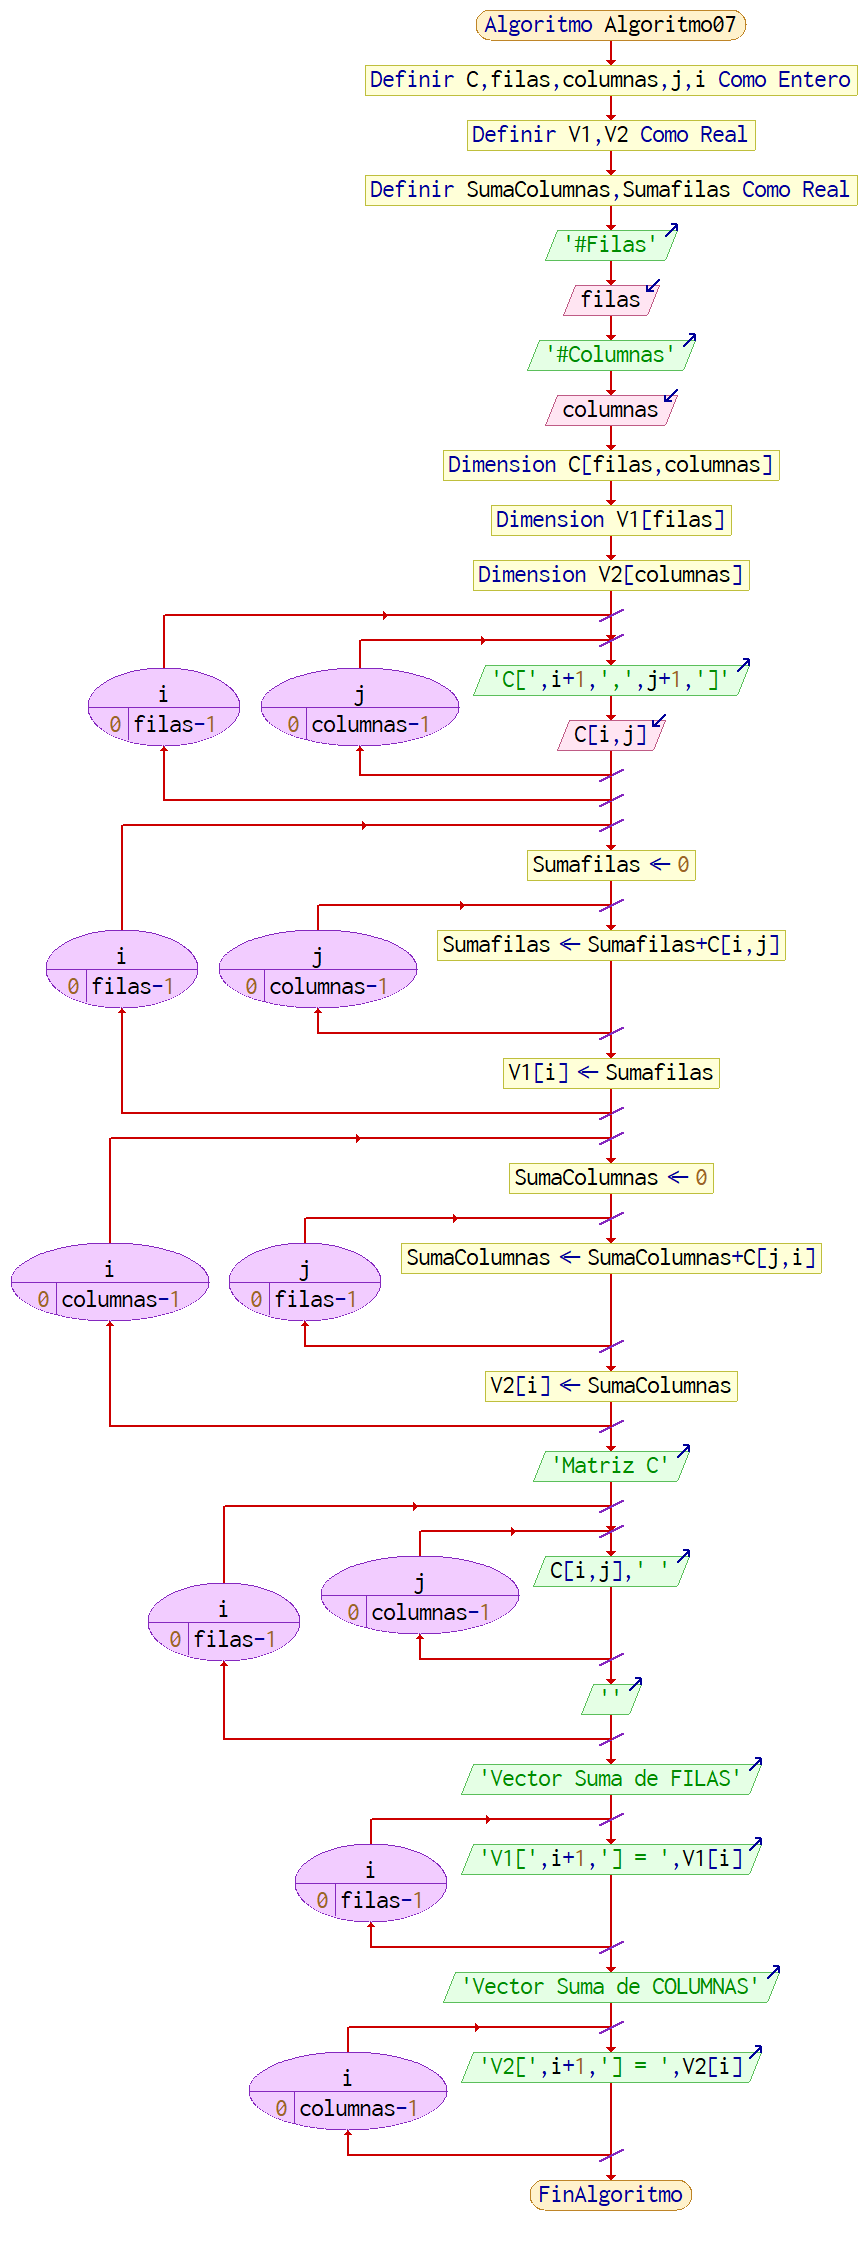 Algoritmo Algoritmo07
Definir C,filas,columnas,j,i Como Entero
Definir V1,V2 Como Real
Definir SumaColumnas,Sumafilas Como Real
'#Filas'
filas
'#Columnas'
columnas
Dimension C[filas,columnas]
Dimension V1[filas]
Dimension V2[columnas]
i
0 filas-1
j
0 columnas-1
'C[',i+1,',',j+1,']'
C[i,j]
Sumafilas ← 0
i
0 filas-1
j
0 columnas-1
Sumafilas ← Sumafilas+C[i,j]
V1[i] ← Sumafilas
SumaColumnas ← 0
i
0 columnas-1
j
0 filas-1
SumaColumnas ← SumaColumnas+C[j,i]
V2[i] ← SumaColumnas
'Matriz C'
i
0 filas-1
j
0 columnas-1
C[i,j],' '
''
'Vector Suma de FILAS'
i
0 filas-1
'V1[',i+1,'] = ',V1[i]
'Vector Suma de COLUMNAS'
i
0 columnas-1
'V2[',i+1,'] = ',V2[i]
FinAlgoritmo